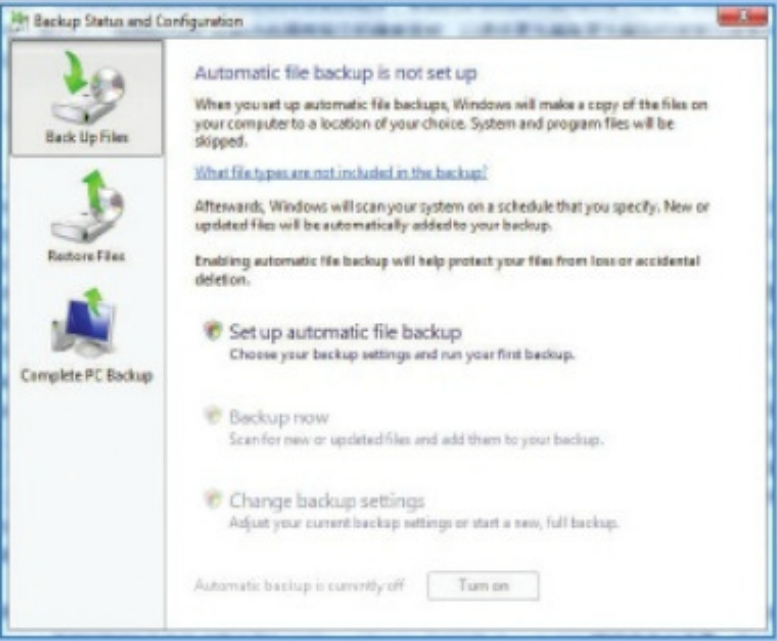 Backup Status and Configuration
Back Up Files
Restore Files
Complete PC Backup
Automatic file backup is not set up
When you set up automatic file backups, Windows will make a copy of the files on
your computer to a location of your choice. System and program files will be
skipped.
What file types are not included in the backup?
Afterwards, Windows will scan your system on a schedule that you specify. New or
updated files will be automatically added to your backup.
Enabling automatic file backup will help protect your files from loss or accidental
deletion.
Set up automatic file backup
Choose your backup settings and run your first backup.
Backup now
Scan for new or updated files and add them to your backup.
Change backup settings
Adjust your current backup settings or start a new, full backup.
Automatic backup is currently off
Turn on